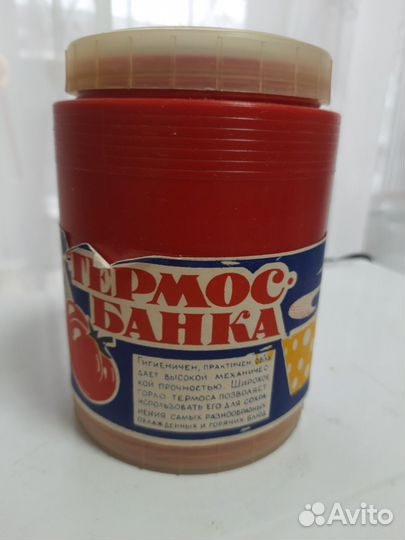 ТЕРМОС-
БАНКА
Гигиеничен, практичен, обла-
дает высокой механичес-
кой прочностью. Широкое
горло термоса позволяет
использовать его для сохра-
нения самых разнообразных
охлажденных и горячих блюд.
Avito